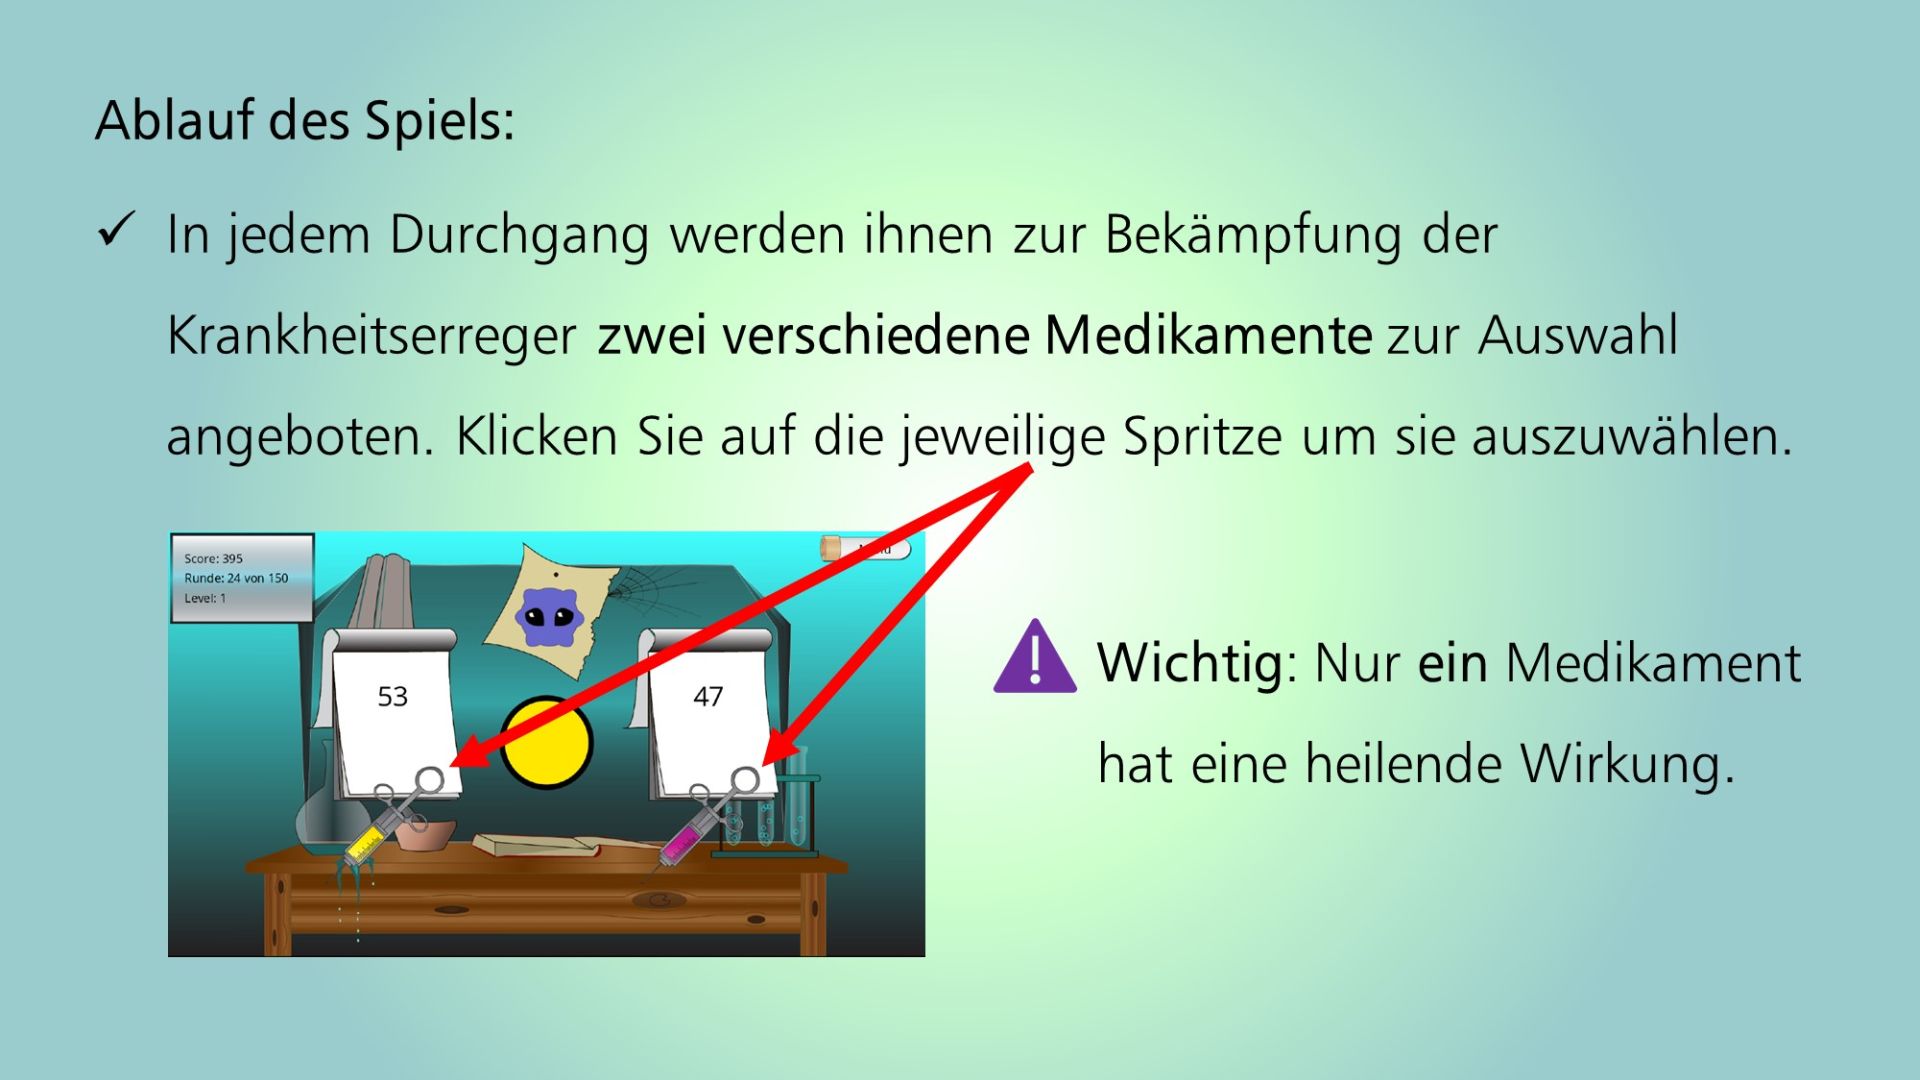 Ablauf des Spiels:
In jedem Durchgang werden ihnen zur Bekämpfung der
Krankheitserreger zwei verschiedene Medikamente zur Auswahl
angeboten. Klicken Sie auf die jeweilige Spritze um sie auszuwählen.
Score: 395
Runde: 24 von 150
Level: 1
53
47
Wichtig: Nur ein Medikament
hat eine heilende Wirkung.